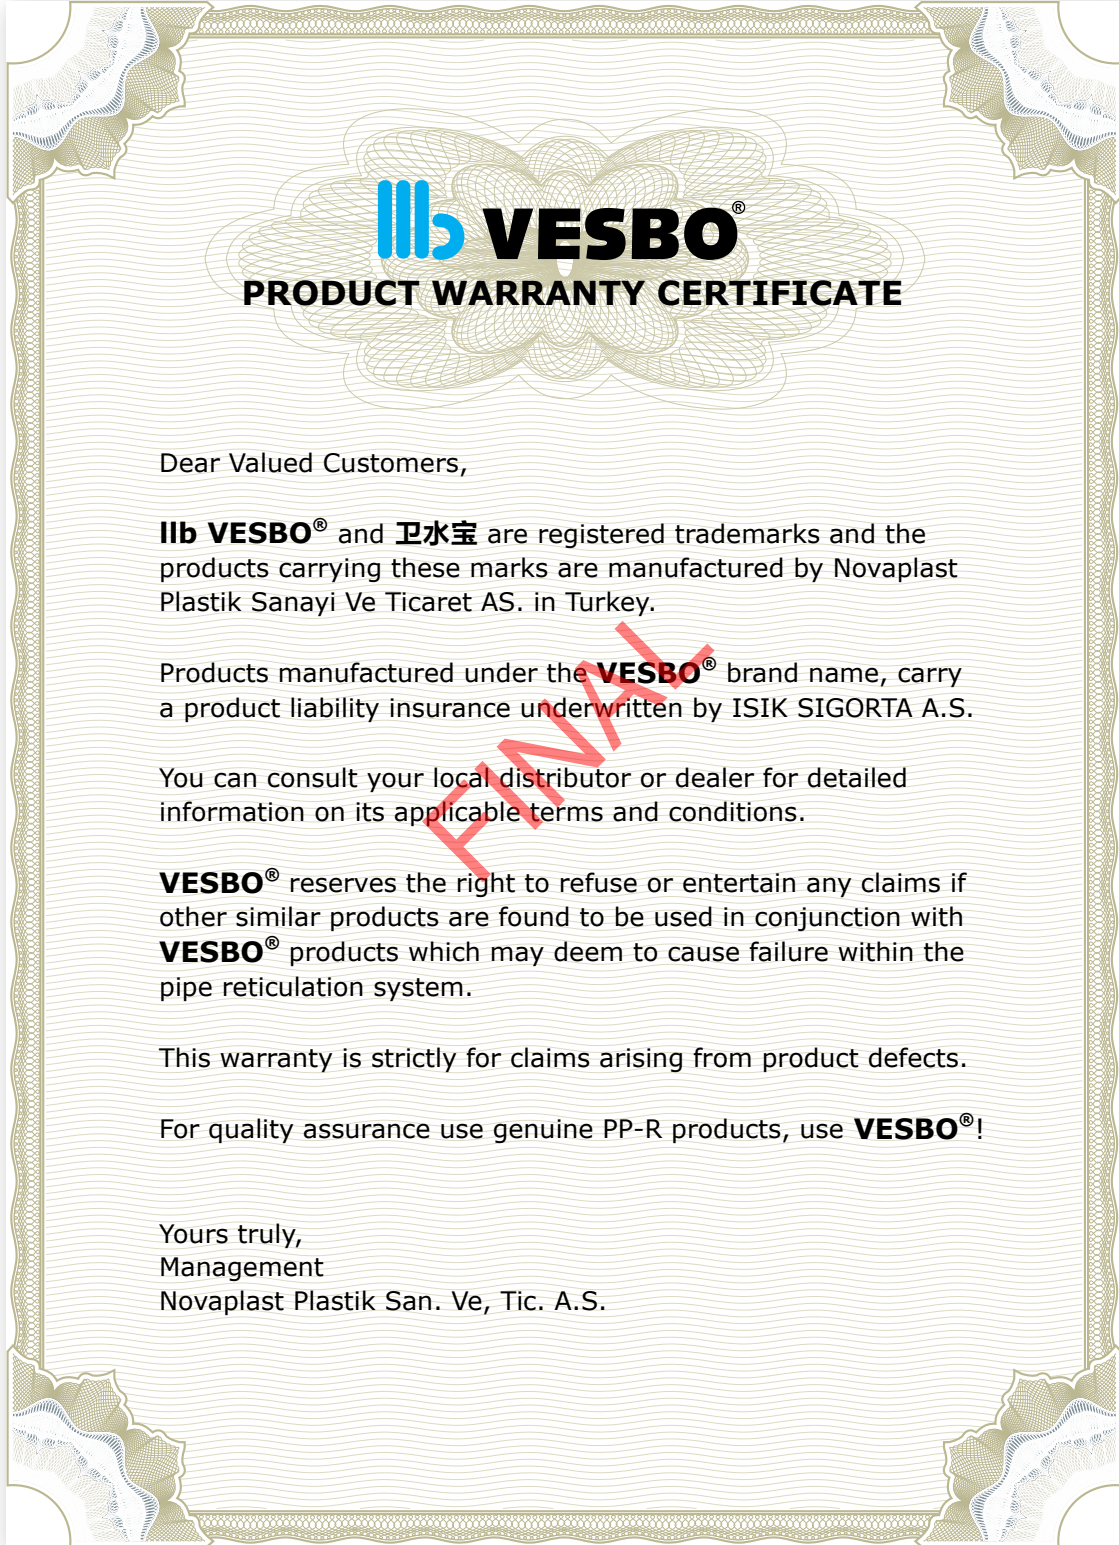 llb VESBO®
PRODUCT WARRANTY CERTIFICATE
Dear Valued Customers,
llb VESBO® and 卫水宝 are registered trademarks and the
products carrying these marks are manufactured by Novaplast
Plastik Sanayi Ve Ticaret AS. in Turkey.
Products manufactured under the VESBO® brand name, carry
a product liability insurance underwritten by ISIK SIGORTA A.S.
You can consult your local distributor or dealer for detailed
information on its applicable terms and conditions.
FINAL
VESBO® reserves the right to refuse or entertain any claims if
other similar products are found to be used in conjunction with
VESBO® products which may deem to cause failure within the
pipe reticulation system.
This warranty is strictly for claims arising from product defects.
For quality assurance use genuine PP-R products, use VESBO®!
Yours truly,
Management
Novaplast Plastik San. Ve, Tic. A.S.